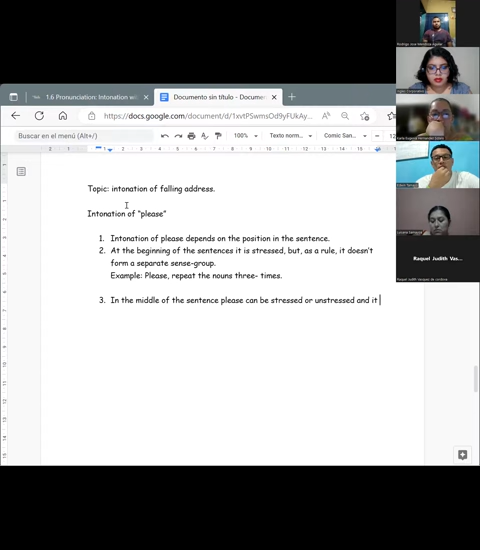 1.6 Pronunciation: Intonation wi
Documento sin título - Documen
https://docs.google.com/document/d/1xvtPSwmsOd9yFUkAy...
Buscar en el menú (Alt+/)
100%
Texto norm...
Comic San...
Topic: intonation of falling address.
Intonation of "please"
1. Intonation of please depends on the position in the sentence.
2. At the beginning of the sentences it is stressed, but, as a rule, it doesn't
form a separate sense-group.
Example: Please, repeat the nouns three- times.
3. In the middle of the sentence please can be stressed or unstressed and it
Raquel Judith Vas...